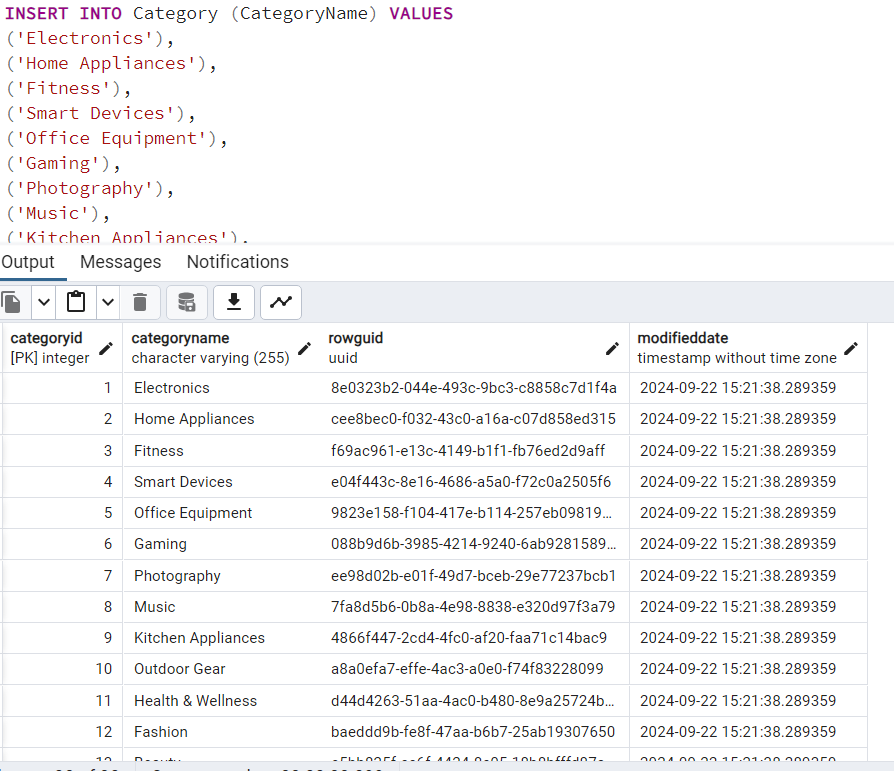 INSERT INTO Category (CategoryName) VALUES
('Electronics'),
('Home Appliances'),
('Fitness'),
('Smart Devices'),
('Office Equipment'),
('Gaming'),
('Photography'),
('Music'),
('Kitchen Appliances'),
Output Messages Notifications
categoryid categoryname rowguid modifieddate
[PK] integer character varying (255) uuid timestamp without time zone
1 Electronics 8e0323b2-044e-493c-9bc3-c8858c7d1f4a 2024-09-22 15:21:38.289359
2 Home Appliances cee8bec0-f032-43c0-a16a-c07d858ed315 2024-09-22 15:21:38.289359
3 Fitness f69ac961-e13c-4149-b1f1-fb76ed2d9aff 2024-09-22 15:21:38.289359
4 Smart Devices e04f443c-8e16-4686-a5a0-f72c0a2505f6 2024-09-22 15:21:38.289359
5 Office Equipment 9823e158-f104-417e-b114-257eb09819... 2024-09-22 15:21:38.289359
6 Gaming 088b9d6b-3985-4214-9240-6ab9281589... 2024-09-22 15:21:38.289359
7 Photography ee98d02b-e01f-49d7-bceb-29e77237bcb1 2024-09-22 15:21:38.289359
8 Music 7fa8d5b6-0b8a-4e98-8838-e320d97f3a79 2024-09-22 15:21:38.289359
9 Kitchen Appliances 4866f447-2cd4-4fc0-af20-faa71c14bac9 2024-09-22 15:21:38.289359
10 Outdoor Gear a8a0efa7-effe-4ac3-a0e0-f74f83228099 2024-09-22 15:21:38.289359
11 Health & Wellness d44d4263-51aa-4ac0-b480-8e9a25724b... 2024-09-22 15:21:38.289359
12 Fashion baeddd9b-fe8f-47aa-b6b7-25ab19307650 2024-09-22 15:21:38.289359